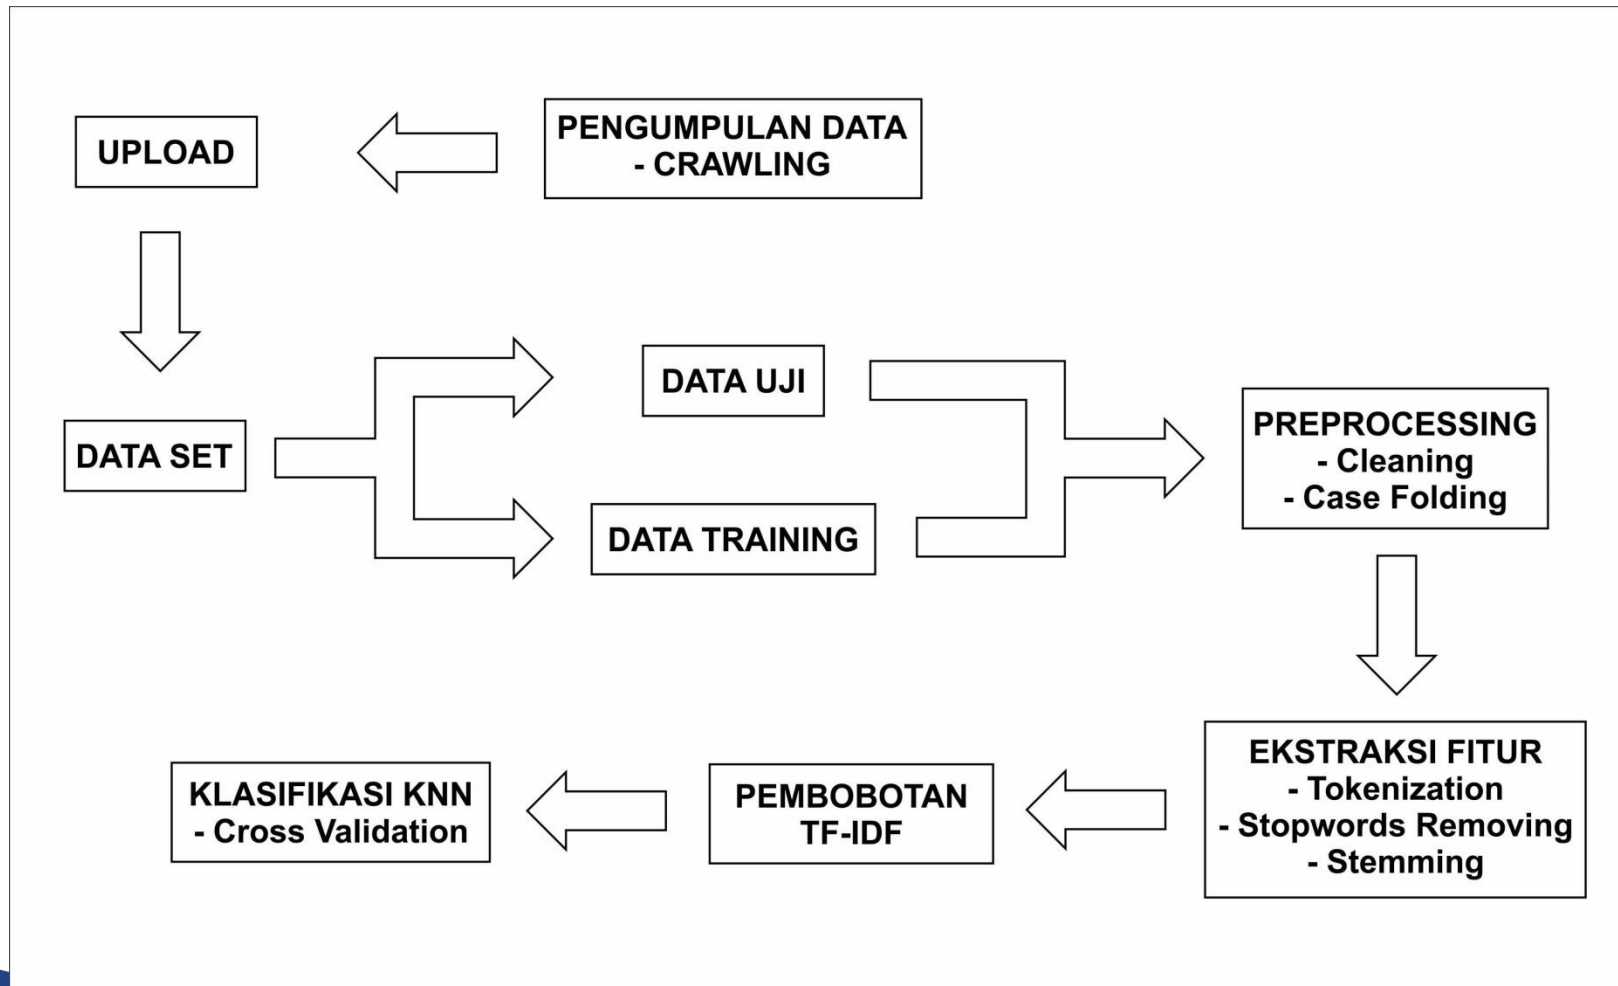 PENGUMPULAN DATA
- CRAWLING
UPLOAD
DATA SET
DATA UJI
DATA TRAINING
PREPROCESSING
- Cleaning
- Case Folding
EKSTRAKSI FITUR
- Tokenization
- Stopwords Removing
- Stemming
PEMBOBOTAN
TF-IDF
KLASIFIKASI KNN
- Cross Validation